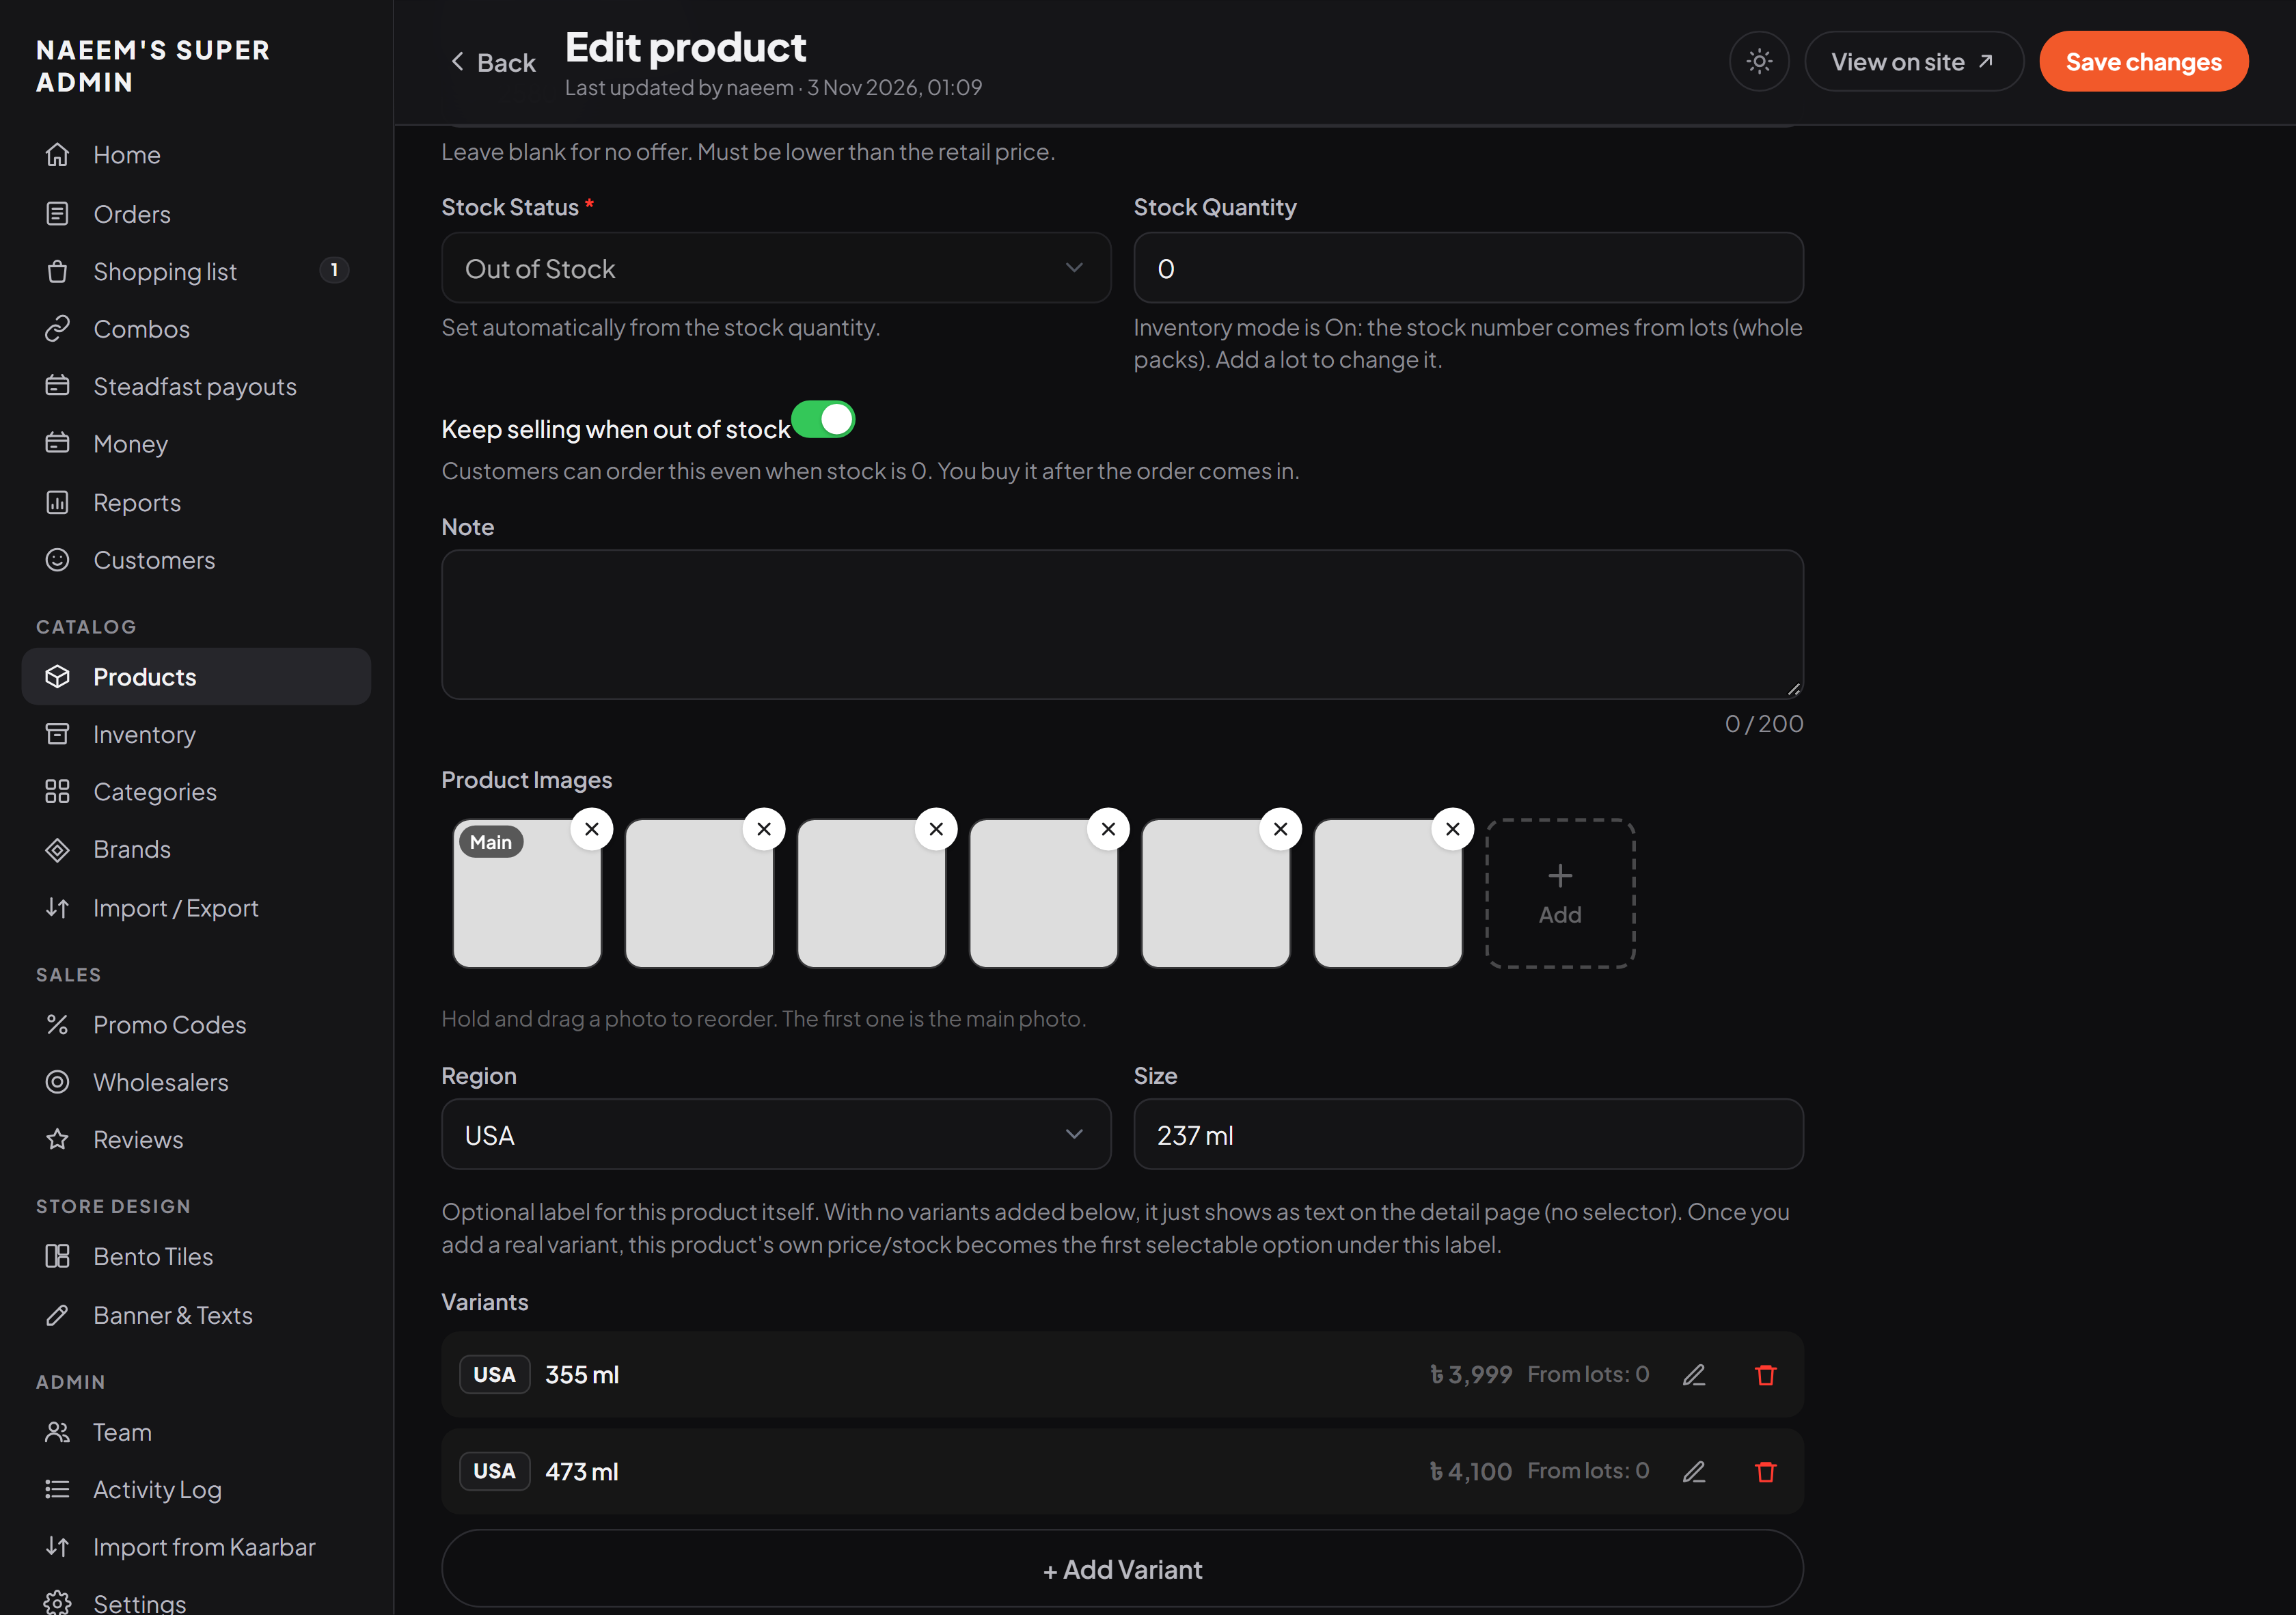 NAEEM'S SUPER
ADMIN
Home
Orders
Shopping list 1
Combos
Steadfast payouts
Money
Reports
Customers
CATALOG
Products
Inventory
Categories
Brands
Import / Export
SALES
Promo Codes
Wholesalers
Reviews
STORE DESIGN
Bento Tiles
Banner & Texts
ADMIN
Team
Activity Log
Import from Kaarbar
Settings
Back
Edit product
Last updated by naeem · 3 Nov 2026, 01:09
View on site
Save changes
Leave blank for no offer. Must be lower than the retail price.
Stock Status *
Out of Stock
Set automatically from the stock quantity.
Stock Quantity
0
Inventory mode is On: the stock number comes from lots (whole
packs). Add a lot to change it.
Keep selling when out of stock
Customers can order this even when stock is 0. You buy it after the order comes in.
Note
0 / 200
Product Images
Main
Add
Hold and drag a photo to reorder. The first one is the main photo.
Region
USA
Size
237 ml
Optional label for this product itself. With no variants added below, it just shows as text on the detail page (no selector). Once you
add a real variant, this product's own price/stock becomes the first selectable option under this label.
Variants
USA 355 ml ৳ 3,999 From lots: 0
USA 473 ml ৳ 4,100 From lots: 0
+ Add Variant